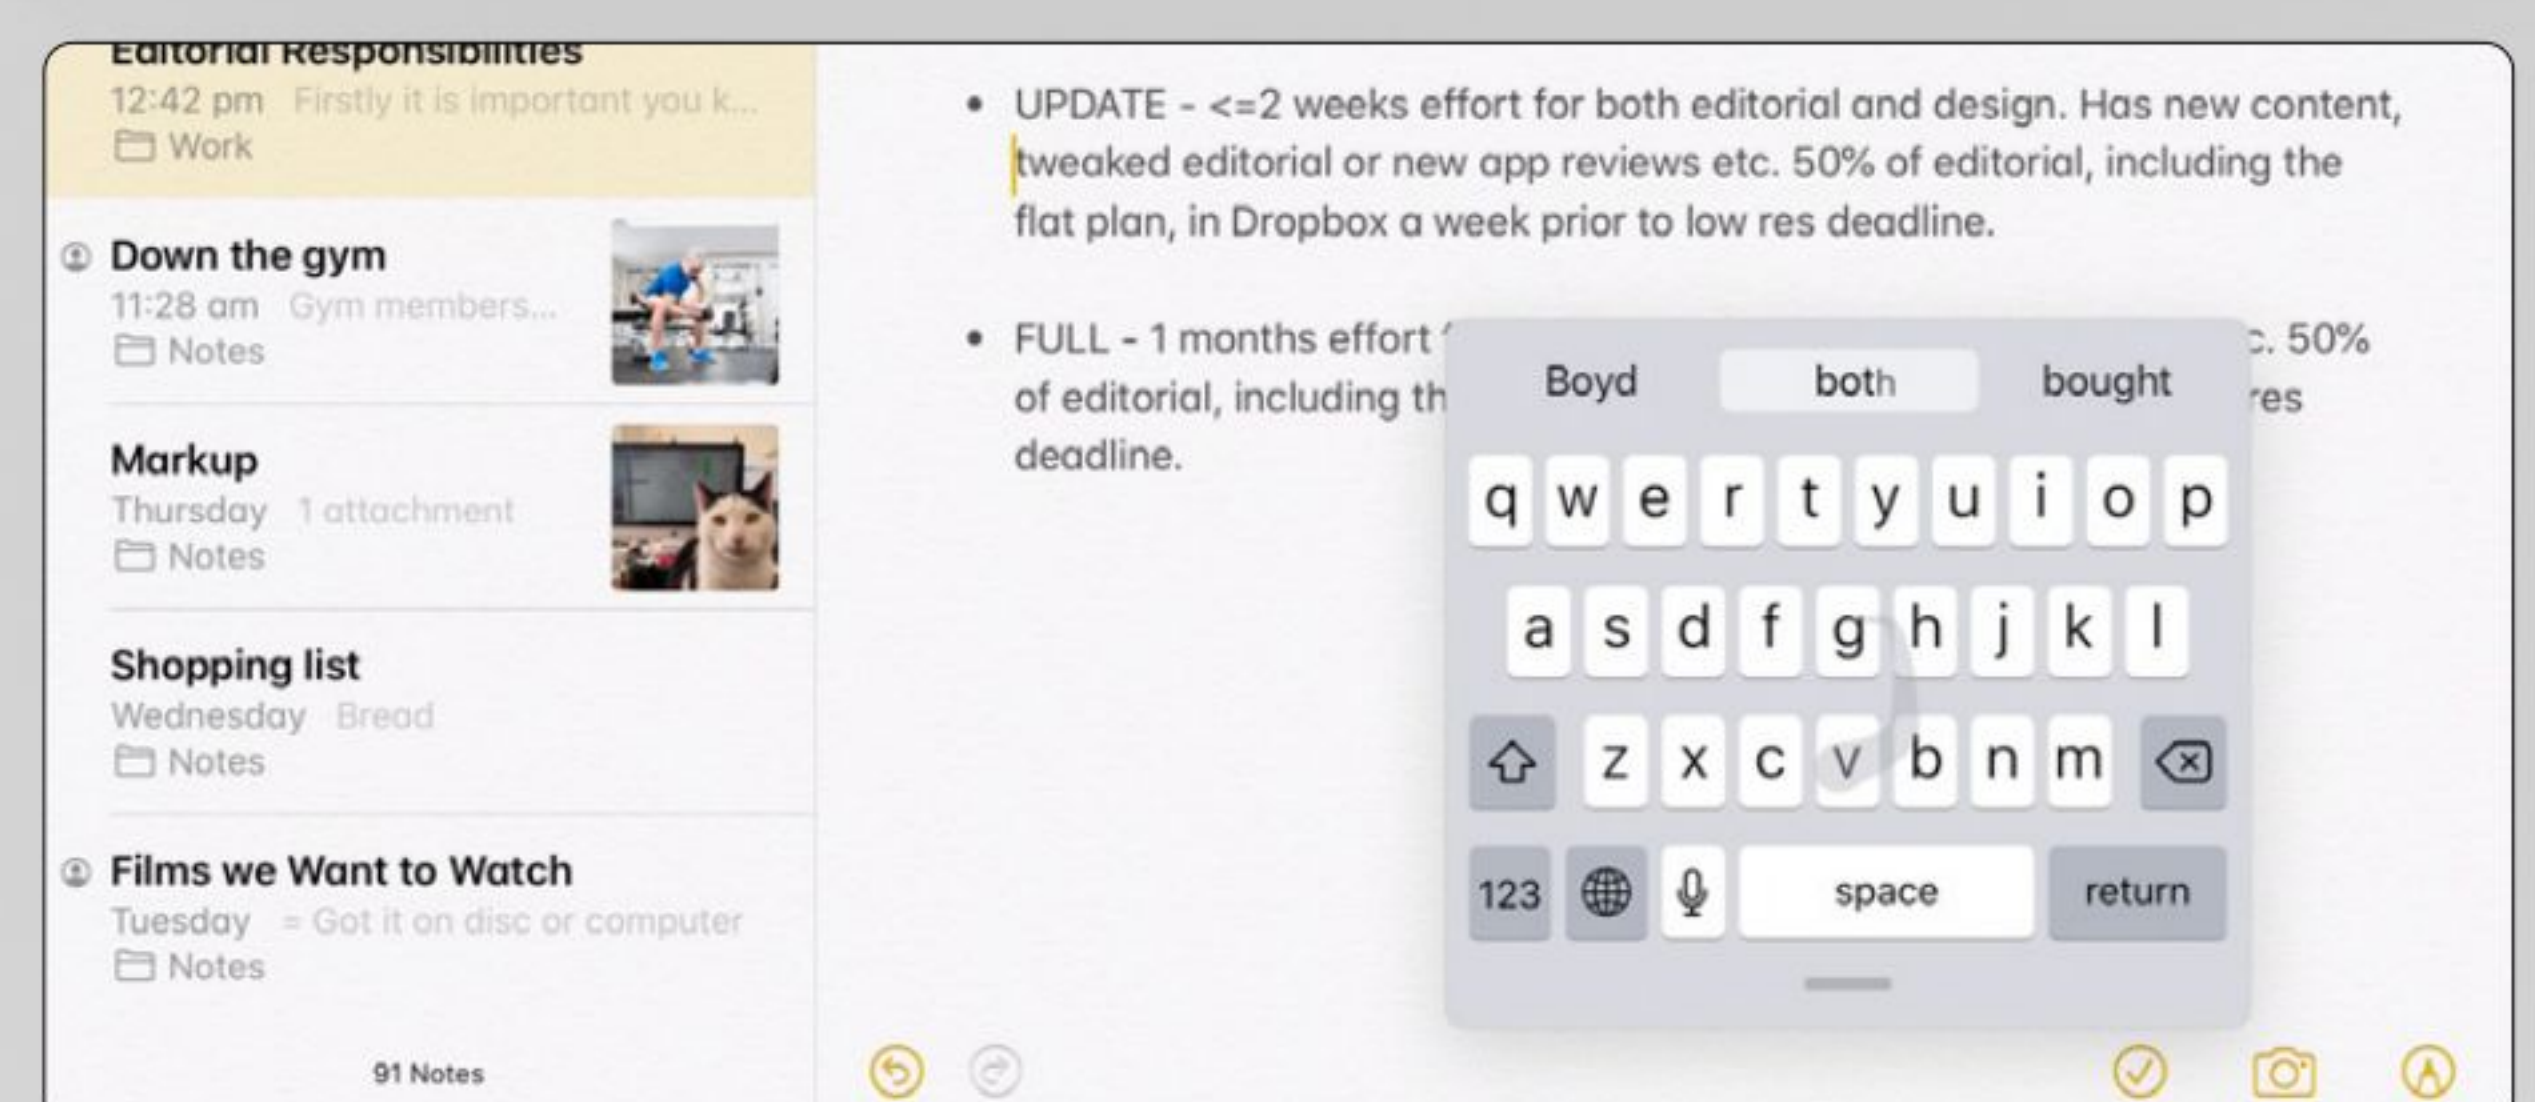 Editorial Responsibilities
12:42 pm Firstly it is important you k...
Work
Down the gym
11:28 am Gym members...
Notes
Markup
Thursday 1 attachment
Notes
Shopping list
Wednesday Bread
Notes
Films we Want to Watch
Tuesday = Got it on disc or computer
Notes
91 Notes
• UPDATE - <=2 weeks effort for both editorial and design. Has new content,
tweaked editorial or new app reviews etc. 50% of editorial, including the
flat plan, in Dropbox a week prior to low res deadline.
• FULL - 1 months effort 50%
of editorial, including res
deadline.
Boyd both bought
q w e r t y u i o p
a s d f g h j k l
z x c v b n m
123 space return